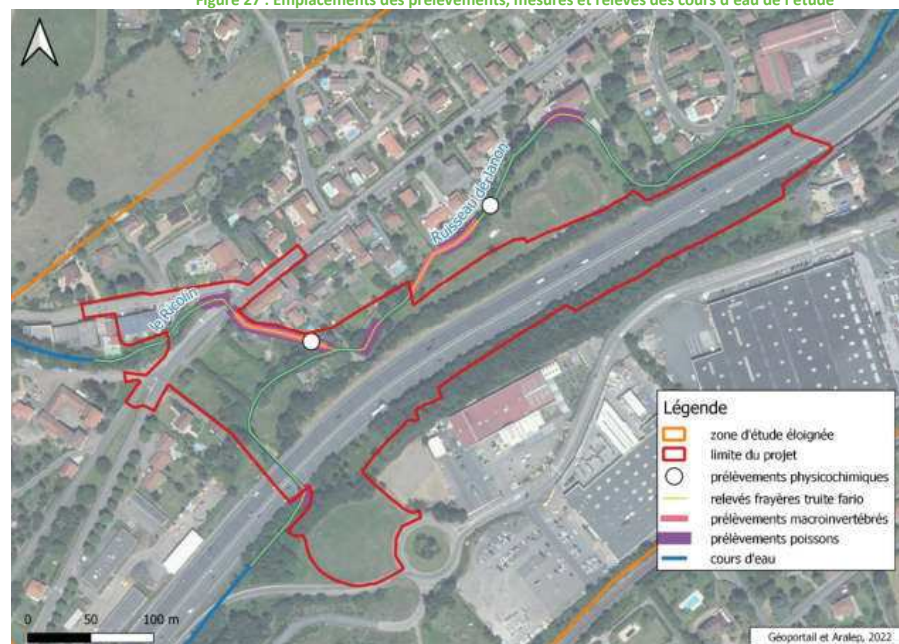 Figure 27 : Emplacements des prélèvements, mesures et relevés des cours d'eau de l'étude
Ruisseau de Janon
le Ricolin
Légende
zone d'étude éloignée
limite du projet
prélèvements physicochimiques
relevés frayères truite fario
prélèvements macroinvertébrés
prélèvements poissons
cours d'eau
0 50 100 m
Géoportail et Aralep, 2022